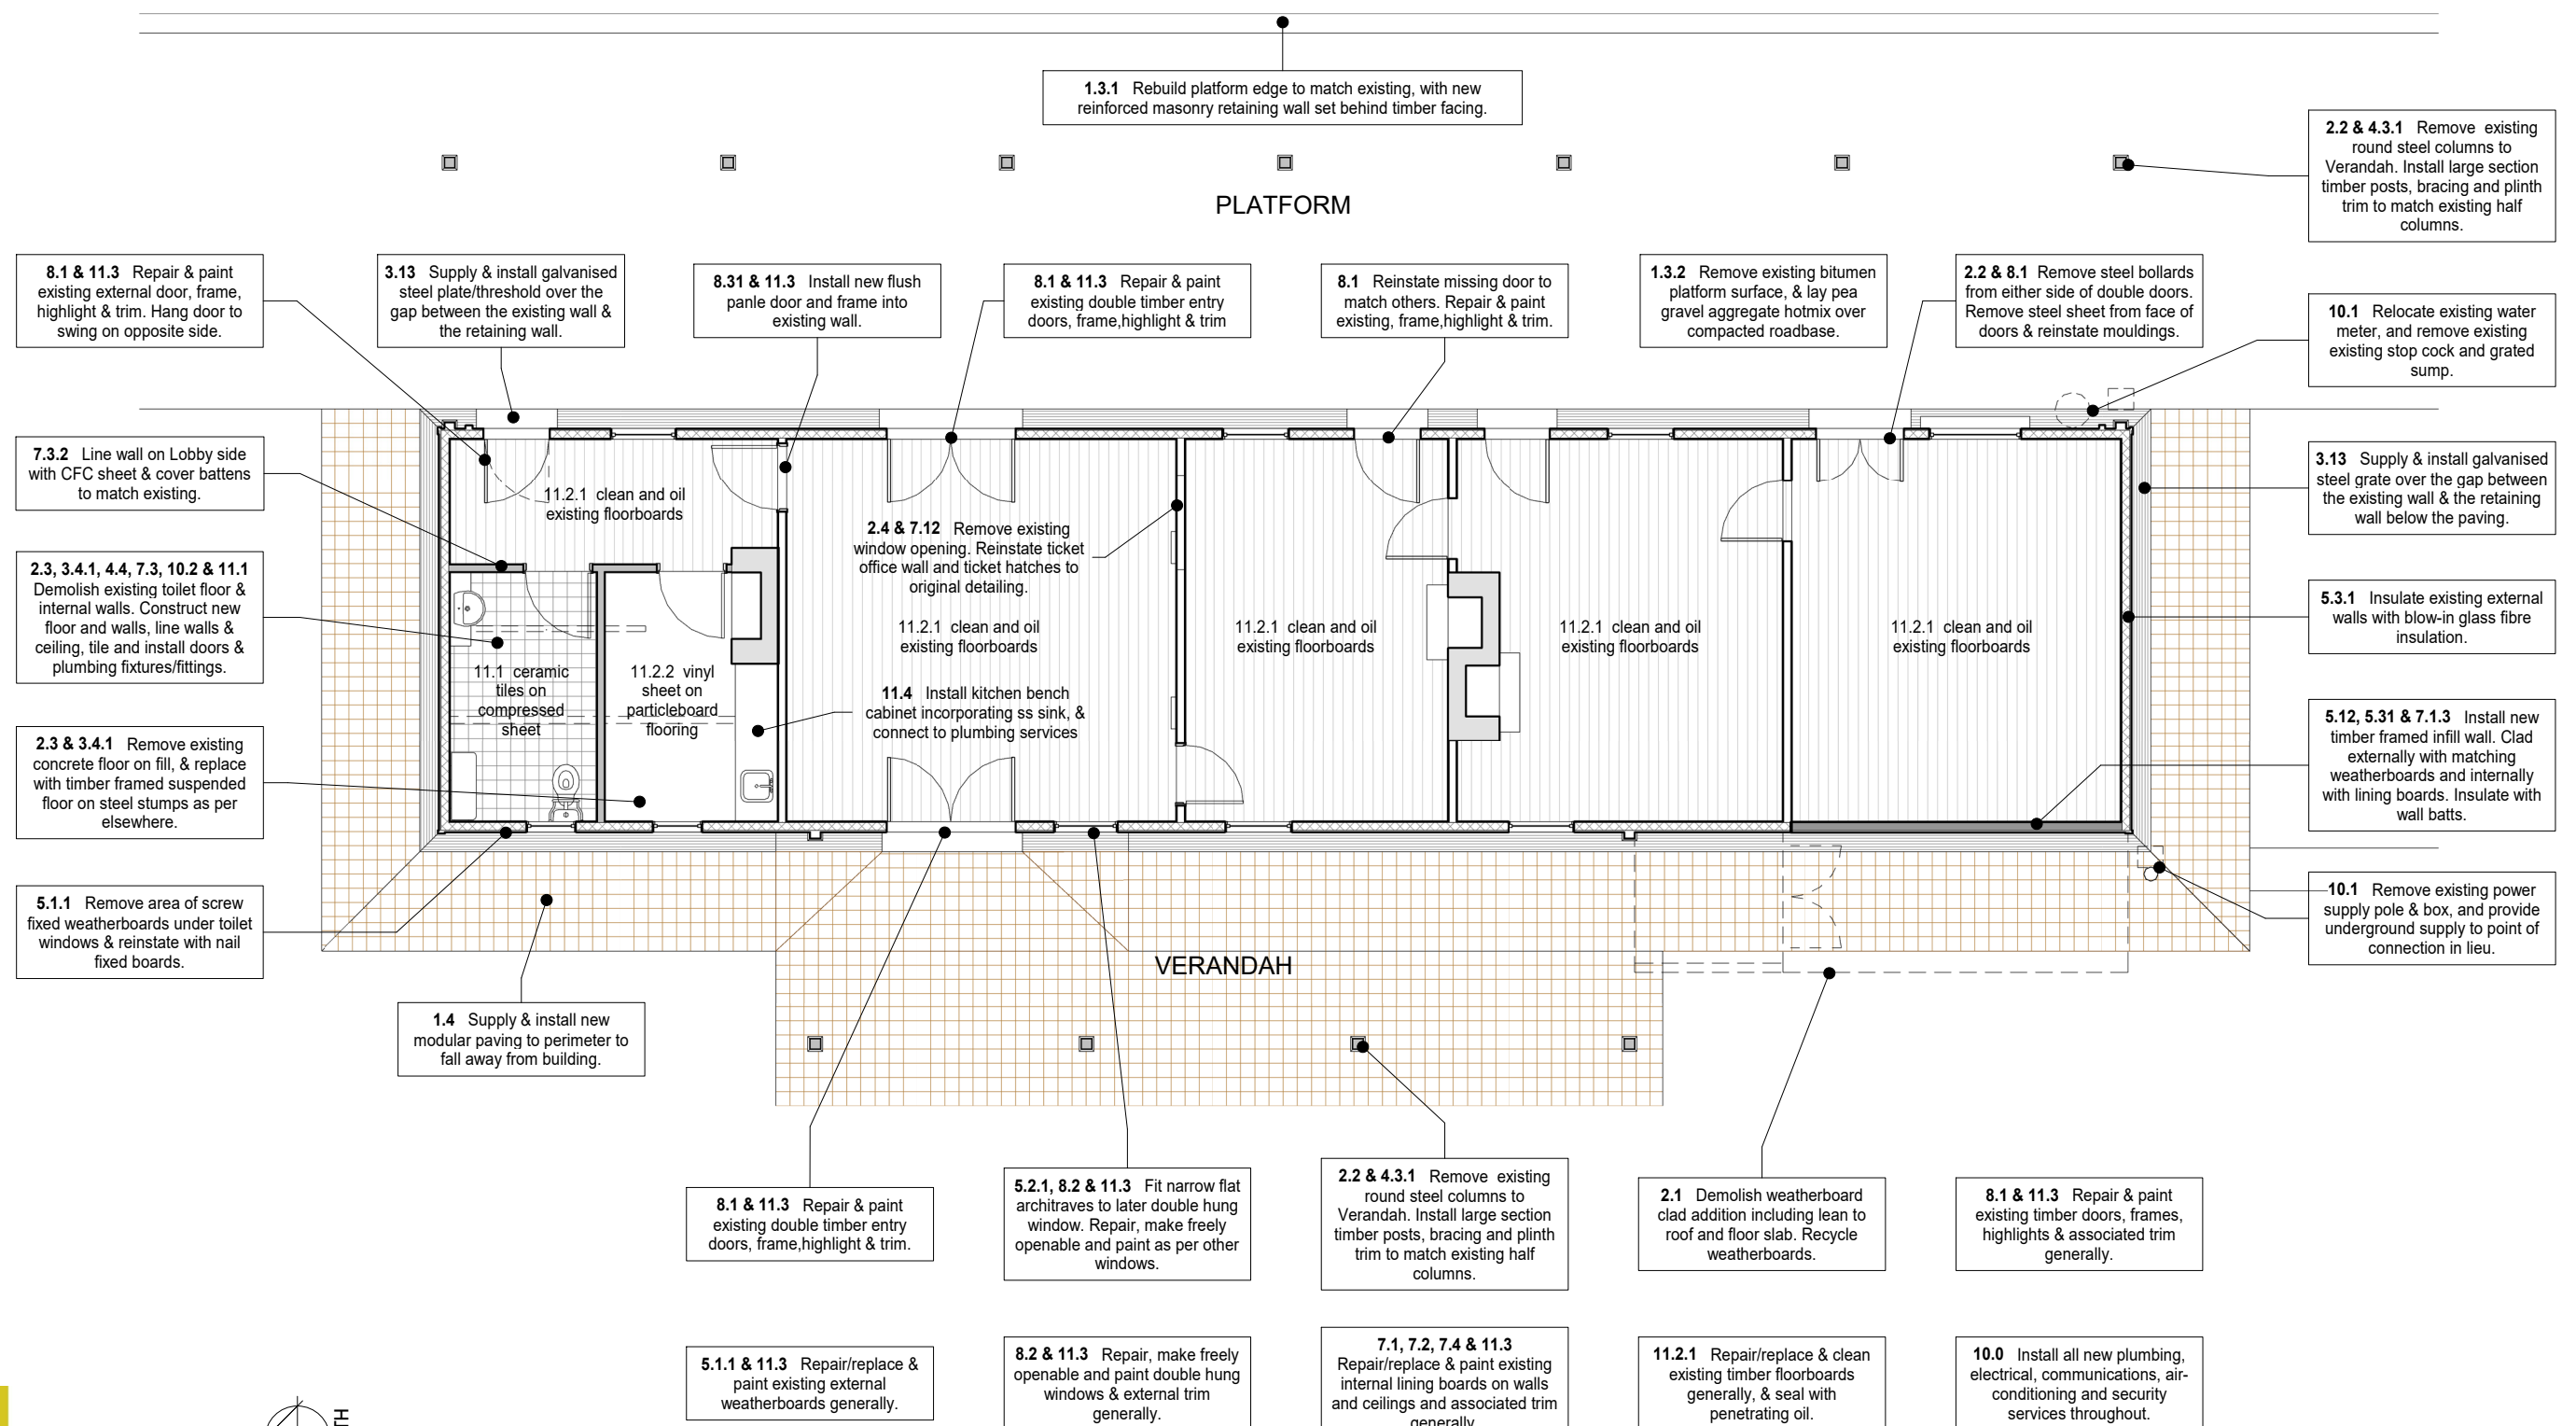 1.3.1 Rebuild platform edge to match existing, with new
reinforced masonry retaining wall set behind timber facing.
2.2 & 4.3.1 Remove existing
round steel columns to
Verandah. Install large section
timber posts, bracing and plinth
trim to match existing half
columns.
PLATFORM
8.1 & 11.3 Repair & paint
existing external door, frame,
highlight & trim. Hang door to
swing on opposite side.
3.13 Supply & install galvanised
steel plate/threshold over the
gap between the existing wall &
the retaining wall.
8.31 & 11.3 Install new flush
panle door and frame into
existing wall.
8.1 & 11.3 Repair & paint
existing double timber entry
doors, frame,highlight & trim
8.1 Reinstate missing door to
match others. Repair & paint
existing, frame,highlight & trim.
1.3.2 Remove existing bitumen
platform surface, & lay pea
gravel aggregate hotmix over
compacted roadbase.
2.2 & 8.1 Remove steel bollards
from either side of double doors.
Remove steel sheet from face of
doors & reinstate mouldings.
10.1 Relocate existing water
meter, and remove existing
existing stop cock and grated
sump.
7.3.2 Line wall on Lobby side
with CFC sheet & cover battens
to match existing.
3.13 Supply & install galvanised
steel grate over the gap between
the existing wall & the retaining
wall below the paving.
11.2.1 clean and oil
existing floorboards
2.4 & 7.12 Remove existing
window opening. Reinstate ticket
office wall and ticket hatches to
original detailing.
2.3, 3.4.1, 4.4, 7.3, 10.2 & 11.1
Demolish existing toilet floor &
internal walls. Construct new
floor and walls, line walls &
ceiling, tile and install doors &
plumbing fixtures/fittings.
5.3.1 Insulate existing external
walls with blow-in glass fibre
insulation.
11.2.1 clean and oil
existing floorboards
11.2.1 clean and oil
existing floorboards
11.2.1 clean and oil
existing floorboards
11.2.1 clean and oil
existing floorboards
11.1 ceramic
tiles on
compressed
sheet
11.2.2 vinyl
sheet on
particleboard
flooring
11.4 Install kitchen bench
cabinet incorporating ss sink, &
connect to plumbing services
2.3 & 3.4.1 Remove existing
concrete floor on fill, & replace
with timber framed suspended
floor on steel stumps as per
elsewhere.
5.12, 5.31 & 7.1.3 Install new
timber framed infill wall. Clad
externally with matching
weatherboards and internally
with lining boards. Insulate with
wall batts.
5.1.1 Remove area of screw
fixed weatherboards under toilet
windows & reinstate with nail
fixed boards.
10.1 Remove existing power
supply pole & box, and provide
underground supply to point of
connection in lieu.
VERANDAH
1.4 Supply & install new
modular paving to perimeter to
fall away from building.
8.1 & 11.3 Repair & paint
existing double timber entry
doors, frame,highlight & trim.
5.2.1, 8.2 & 11.3 Fit narrow flat
architraves to later double hung
window. Repair, make freely
openable and paint as per other
windows.
2.2 & 4.3.1 Remove existing
round steel columns to
Verandah. Install large section
timber posts, bracing and plinth
trim to match existing half
columns.
2.1 Demolish weatherboard
clad addition including lean to
roof and floor slab. Recycle
weatherboards.
8.1 & 11.3 Repair & paint
existing timber doors, frames,
highlights & associated trim
generally.
5.1.1 & 11.3 Repair/replace &
paint existing external
weatherboards generally.
8.2 & 11.3 Repair, make freely
openable and paint double hung
windows & external trim
generally.
7.1, 7.2, 7.4 & 11.3
Repair/replace & paint existing
internal lining boards on walls
and ceilings and associated trim
generally
11.2.1 Repair/replace & clean
existing timber floorboards
generally, & seal with
penetrating oil.
10.0 Install all new plumbing,
electrical, communications, air-
conditioning and security
services throughout.